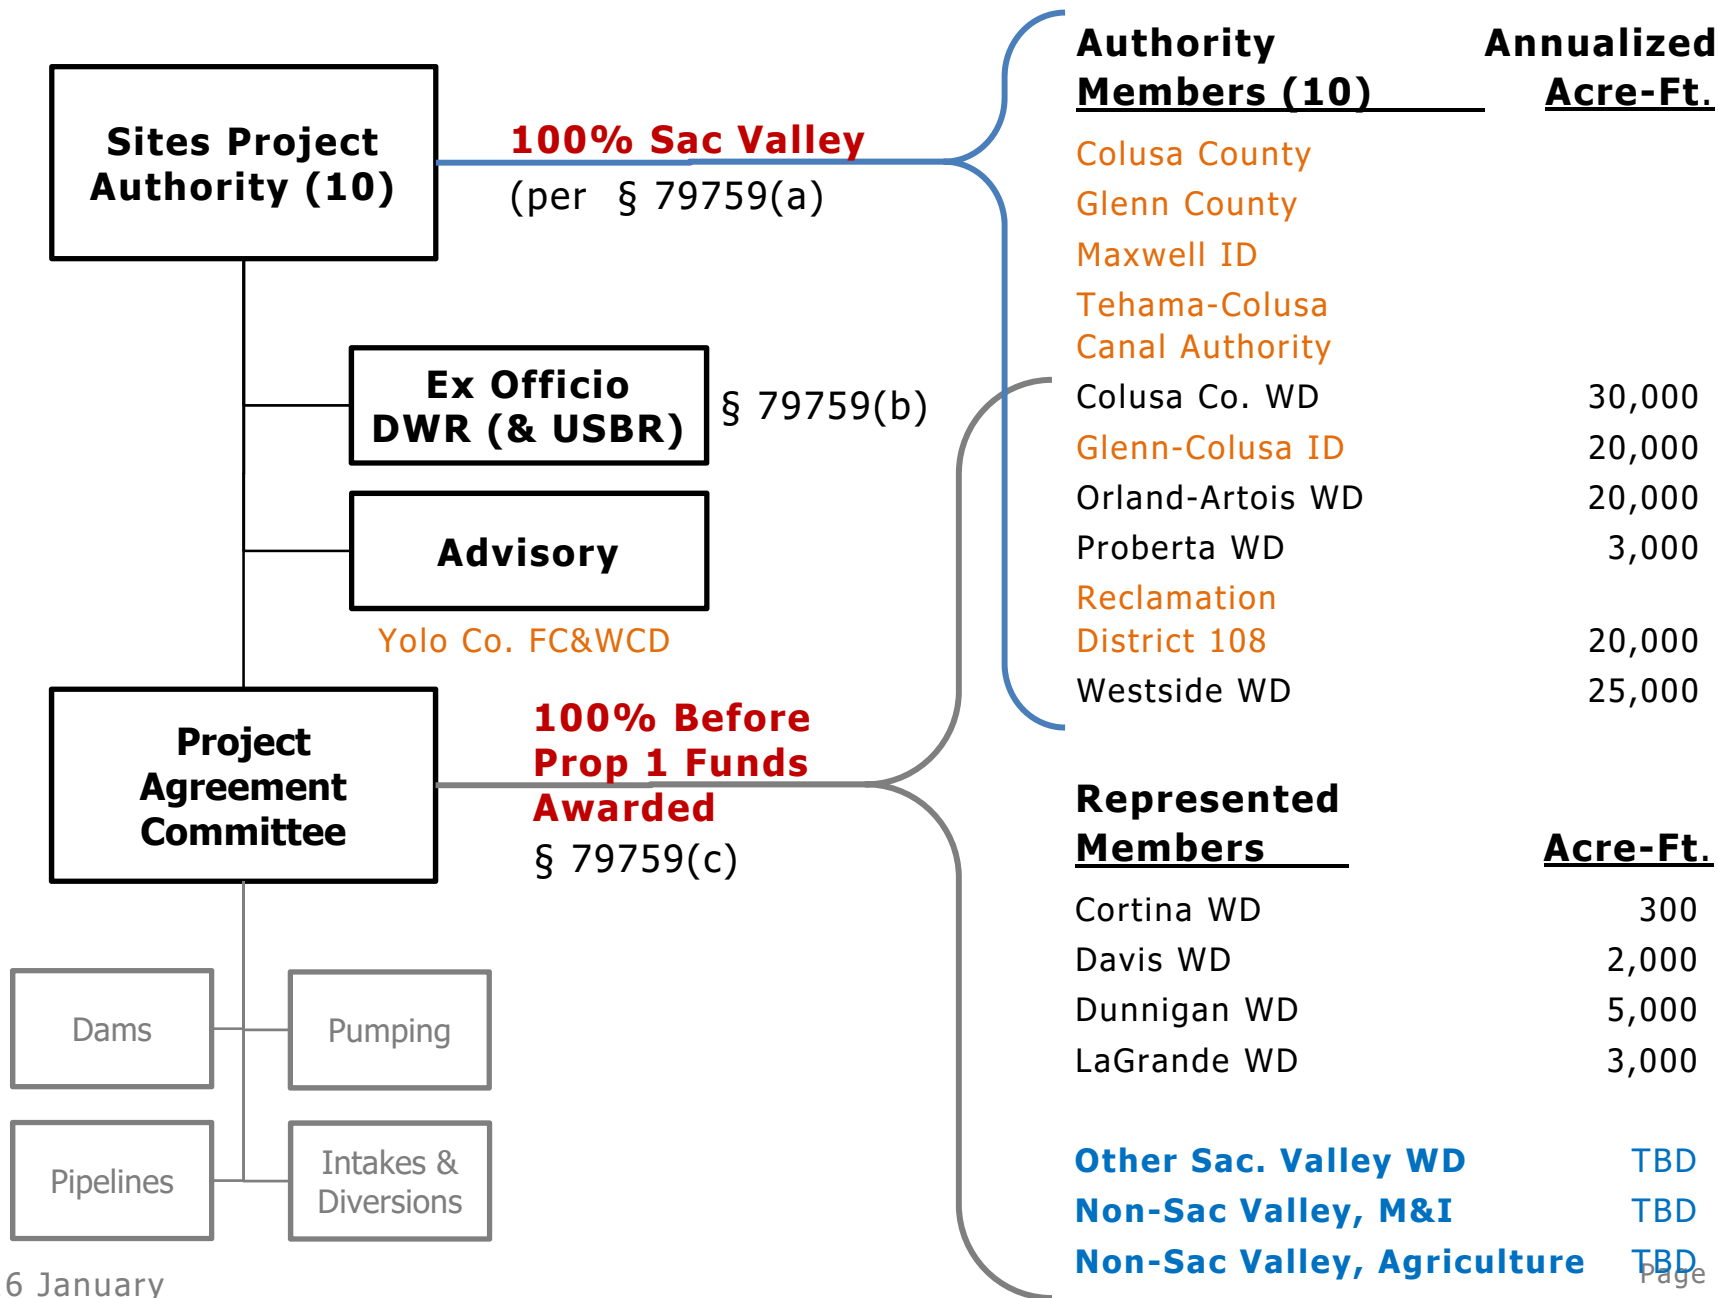 Sites Project
Authority (10)
100% Sac Valley
(per § 79759(a)
Ex Officio
DWR (& USBR)
§ 79759(b)
Advisory
Yolo Co. FC&WCD
Project
Agreement
Committee
100% Before
Prop 1 Funds
Awarded
§ 79759(c)
Dams
Pumping
Pipelines
Intakes &
Diversions
Authority Annualized
Members (10) Acre-Ft.
Colusa County
Glenn County
Maxwell ID
Tehama-Colusa
Canal Authority
Colusa Co. WD 30,000
Glenn-Colusa ID 20,000
Orland-Artois WD 20,000
Proberta WD 3,000
Reclamation
District 108 20,000
Westside WD 25,000
Represented
Members Acre-Ft.
Cortina WD 300
Davis WD 2,000
Dunnigan WD 5,000
LaGrande WD 3,000
Other Sac. Valley WD TBD
Non-Sac Valley, M&I TBD
Non-Sac Valley, Agriculture TBD
6 January Page